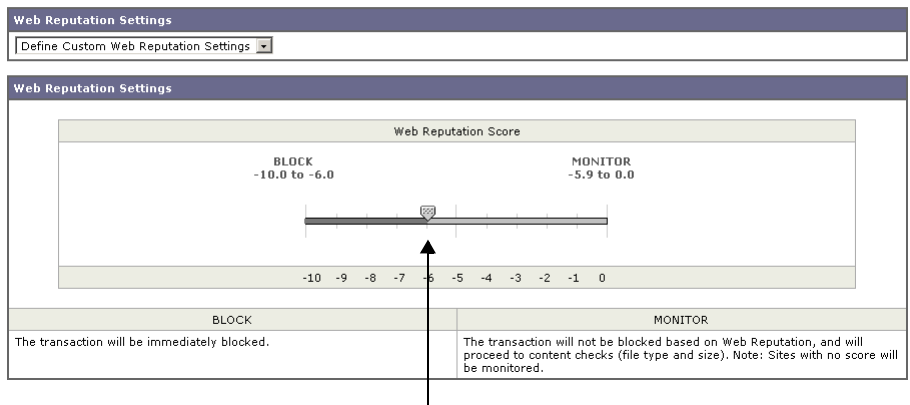 Web Reputation Settings
Define Custom Web Reputation Settings
Web Reputation Settings
Web Reputation Score
BLOCK
-10.0 to -6.0
MONITOR
-5.9 to 0.0
-10 -9 -8 -7 -6 -5 -4 -3 -2 -1 0
BLOCK
The transaction will be immediately blocked.
MONITOR
The transaction will not be blocked based on Web Reputation, and will
proceed to content checks (file type and size). Note: Sites with no score will
be monitored.